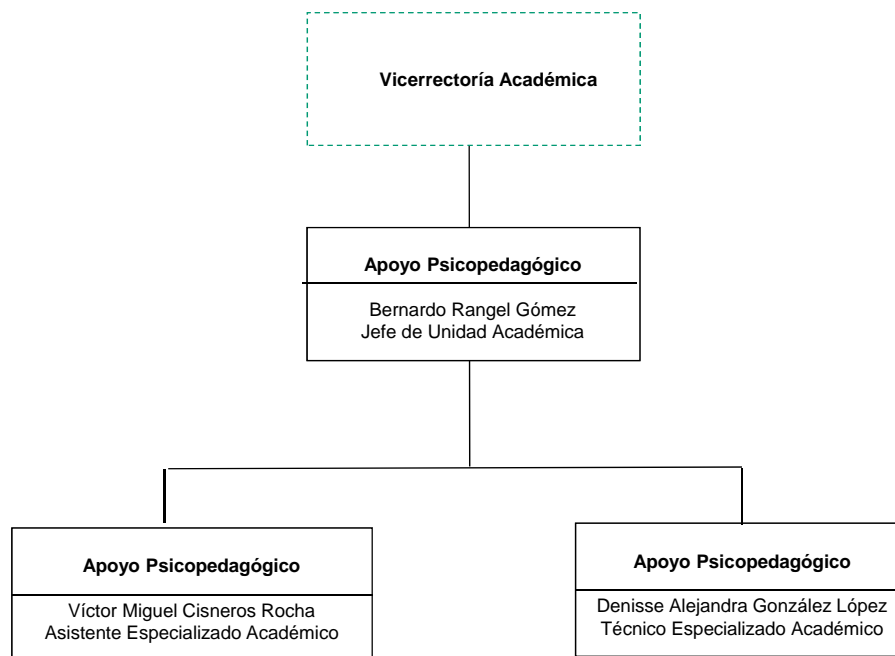 Vicerrectoría Académica
Apoyo Psicopedagógico
Bernardo Rangel Gómez
Jefe de Unidad Académica
Apoyo Psicopedagógico
Víctor Miguel Cisneros Rocha
Asistente Especializado Académico
Apoyo Psicopedagógico
Denisse Alejandra González López
Técnico Especializado Académico